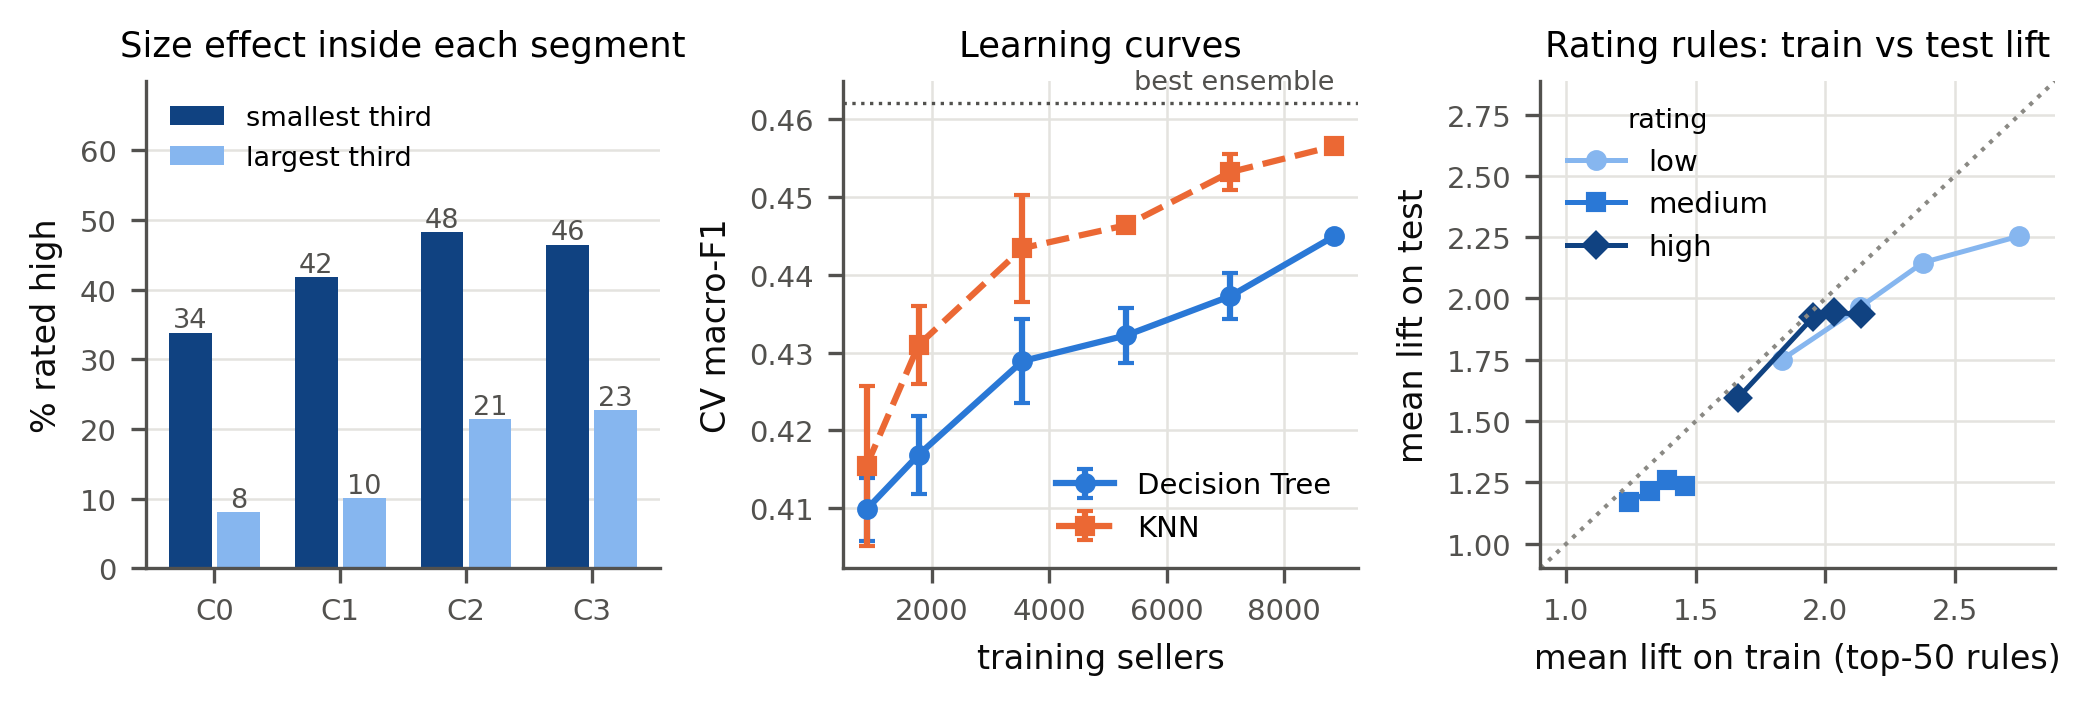 Size effect inside each segment
% rated high
60
50
40
30
20
10
0
smallest third
largest third
34
8
42
10
48
21
46
23
C0 C1 C2 C3
Learning curves
best ensemble
CV macro-F1
0.46
0.45
0.44
0.43
0.42
0.41
Decision Tree
KNN
2000 4000 6000 8000
training sellers
Rating rules: train vs test lift
mean lift on test
2.75
2.50
2.25
2.00
1.75
1.50
1.25
1.00
rating
low
medium
high
1.0 1.5 2.0 2.5
mean lift on train (top-50 rules)